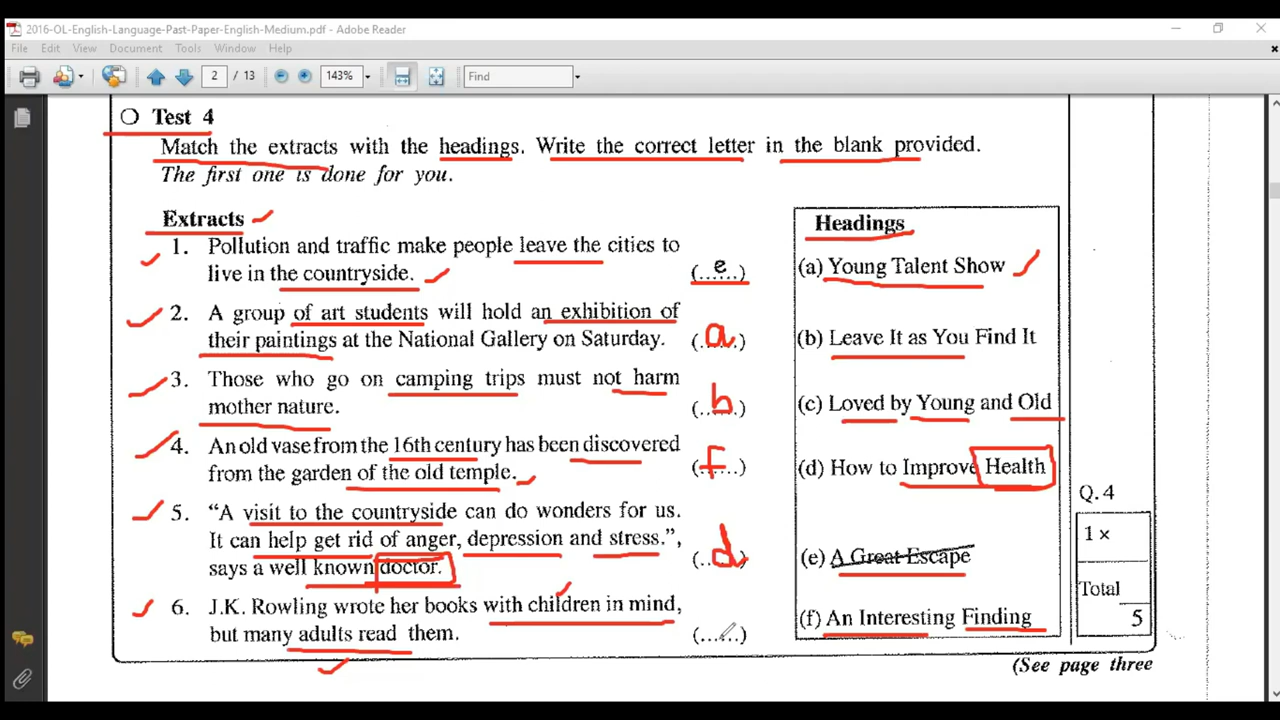 2016-OL-English-Language-Past-Paper-English-Medium.pdf - Adobe Reader
File Edit View Document Tools Window Help
2 / 13 143% Find
Test 4
Match the extracts with the headings. Write the correct letter in the blank provided.
The first one is done for you.
Extracts
1. Pollution and traffic make people leave the cities to
live in the countryside. (...e...)
2. A group of art students will hold an exhibition of
their paintings at the National Gallery on Saturday. (..a...)
3. Those who go on camping trips must not harm
mother nature. (..b...)
4. An old vase from the 16th century has been discovered
from the garden of the old temple. (..f...)
5. "A visit to the countryside can do wonders for us.
It can help get rid of anger, depression and stress.",
says a well known doctor. (..d...)
6. J.K. Rowling wrote her books with children in mind,
but many adults read them. (......)
Headings
(a) Young Talent Show
(b) Leave It as You Find It
(c) Loved by Young and Old
(d) How to Improve Health
(e) A Great Escape
(f) An Interesting Finding
Q. 4
1 ×
Total
5
(See page three